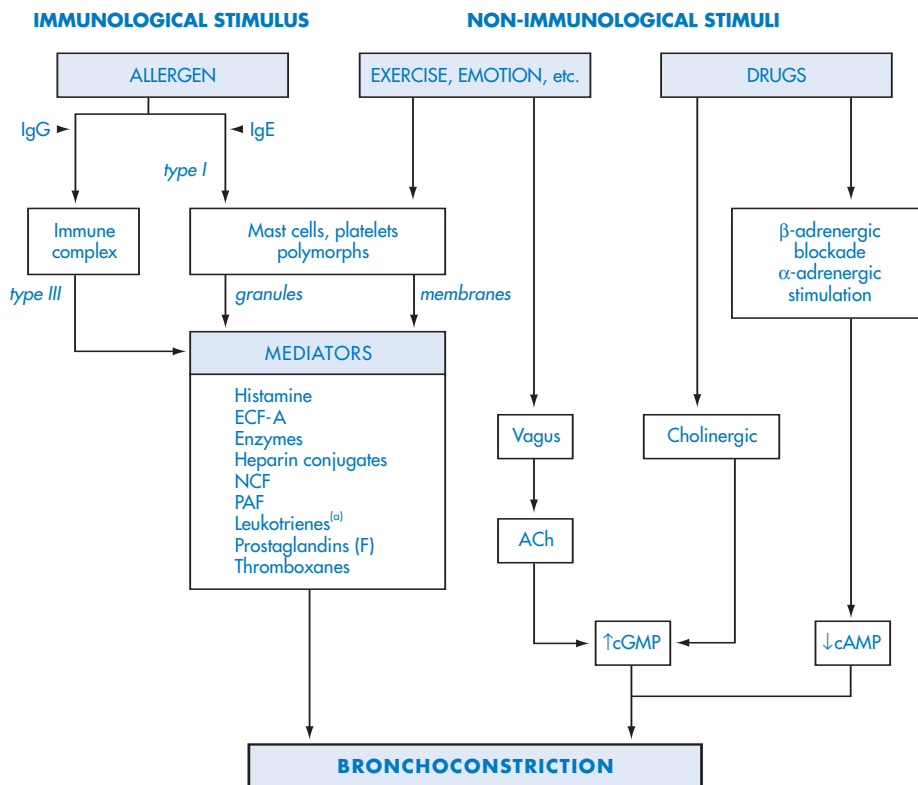 IMMUNOLOGICAL STIMULUS
NON-IMMUNOLOGICAL STIMULI
ALLERGEN
EXERCISE, EMOTION, etc.
DRUGS
IgG
IgE
type I
Immune
complex
Mast cells, platelets
polymorphs
β-adrenergic
blockade
α-adrenergic
stimulation
type III
granules
membranes
MEDIATORS
Histamine
ECF-A
Enzymes
Heparin conjugates
NCF
PAF
Leukotrienes(a)
Prostaglandins (F)
Thromboxanes
Vagus
Cholinergic
ACh
↑cGMP
↓cAMP
BRONCHOCONSTRICTION